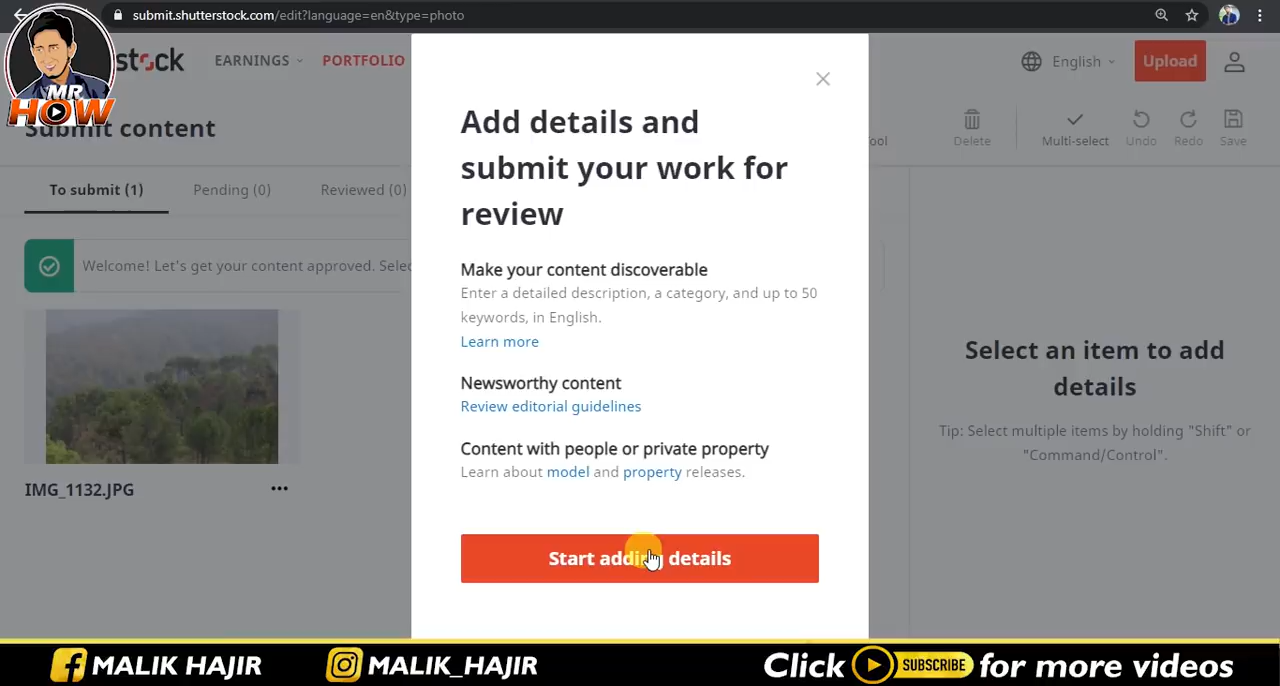 submit.shutterstock.com/edit?language=en&type=photo
MR
HOW
stock
EARNINGS
PORTFOLIO
English
Upload
Submit content
ool
Delete
Multi-select
Undo
Redo
Save
To submit (1)
Pending (0)
Reviewed (0)
Welcome! Let's get your content approved. Selec
IMG_1132.JPG
•••
Add details and
submit your work for
review
Make your content discoverable
Enter a detailed description, a category, and up to 50
keywords, in English.
Learn more
Newsworthy content
Review editorial guidelines
Content with people or private property
Learn about model and property releases.
Start adding details
Select an item to add
details
Tip: Select multiple items by holding "Shift" or
"Command/Control".
MALIK HAJIR
MALIK_HAJIR
Click SUBSCRIBE for more videos